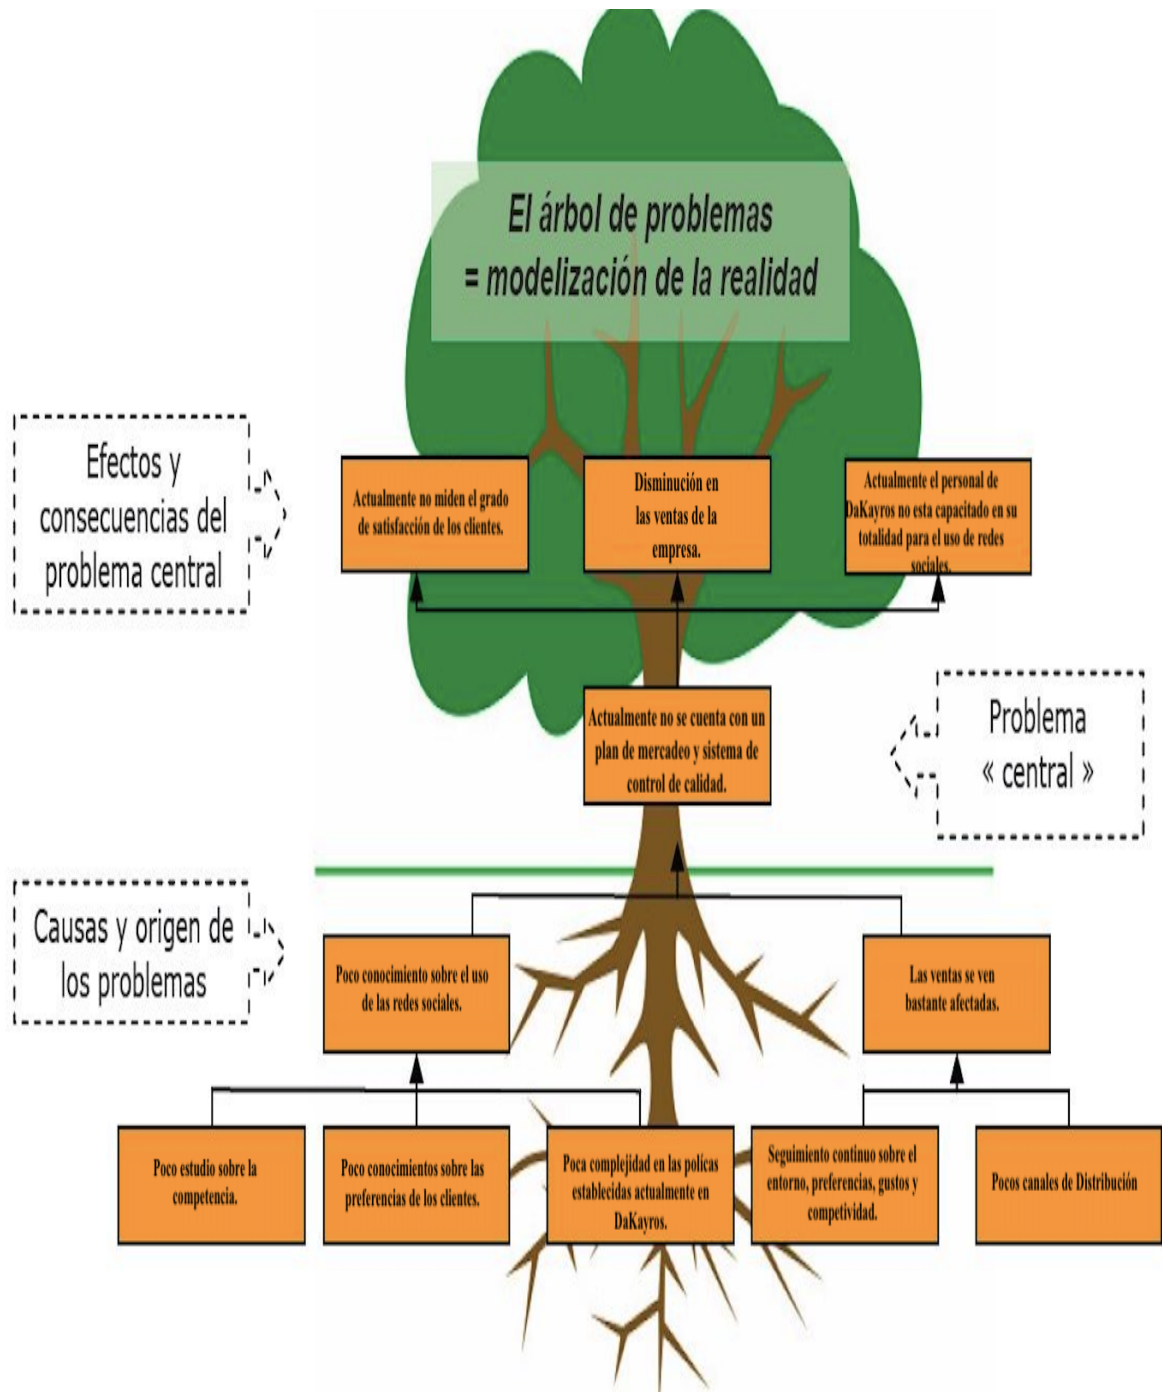 El árbol de problemas
= modelización de la realidad
Efectos y
consecuencias del
problema central
Actualmente no miden el grado
de satisfacción de los clientes.
Disminución en
las ventas de la
empresa.
Actualmente el personal de
DaKayros no esta capacitado en su
totalidad para el uso de redes
sociales.
Actualmente no se cuenta con un
plan de mercadeo y sistema de
control de calidad.
Problema
« central »
Causas y origen de
los problemas
Poco conocimiento sobre el uso
de las redes sociales.
Las ventas se ven
bastante afectadas.
Poco estudio sobre la
competencia.
Poco conocimientos sobre las
preferencias de los clientes.
Poca complejidad en las polícas
establecidas actualmente en
DaKayros.
Seguimiento continuo sobre el
entorno, preferencias, gustos y
competividad.
Pocos canales de Distribución